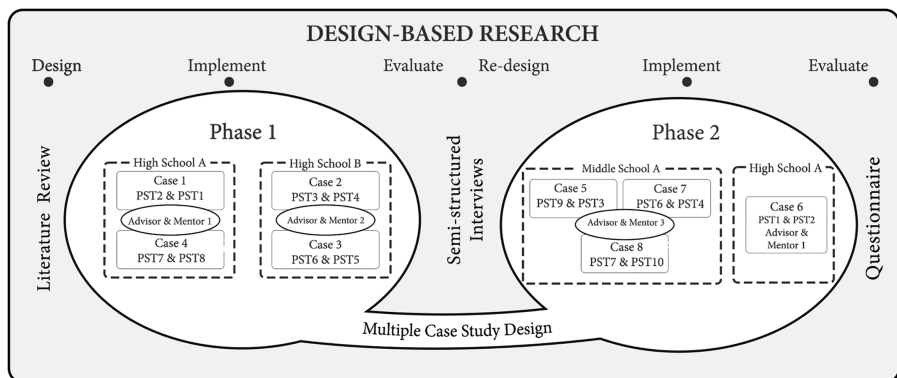 DESIGN-BASED RESEARCH
Design
Implement
Evaluate
Re-design
Implement
Evaluate
Literature Review
Phase 1
High School A
Case 1
PST2 & PST1
Advisor & Mentor 1
Case 4
PST7 & PST8
High School B
Case 2
PST3 & PST4
Advisor & Mentor 2
Case 3
PST6 & PST5
Semi-structured
Interviews
Phase 2
Middle School A
Case 5
PST9 & PST3
Case 7
PST6 & PST4
Advisor & Mentor 3
Case 8
PST7 & PST10
High School A
Case 6
PST1 & PST2
Advisor &
Mentor 1
Questionnaire
Multiple Case Study Design